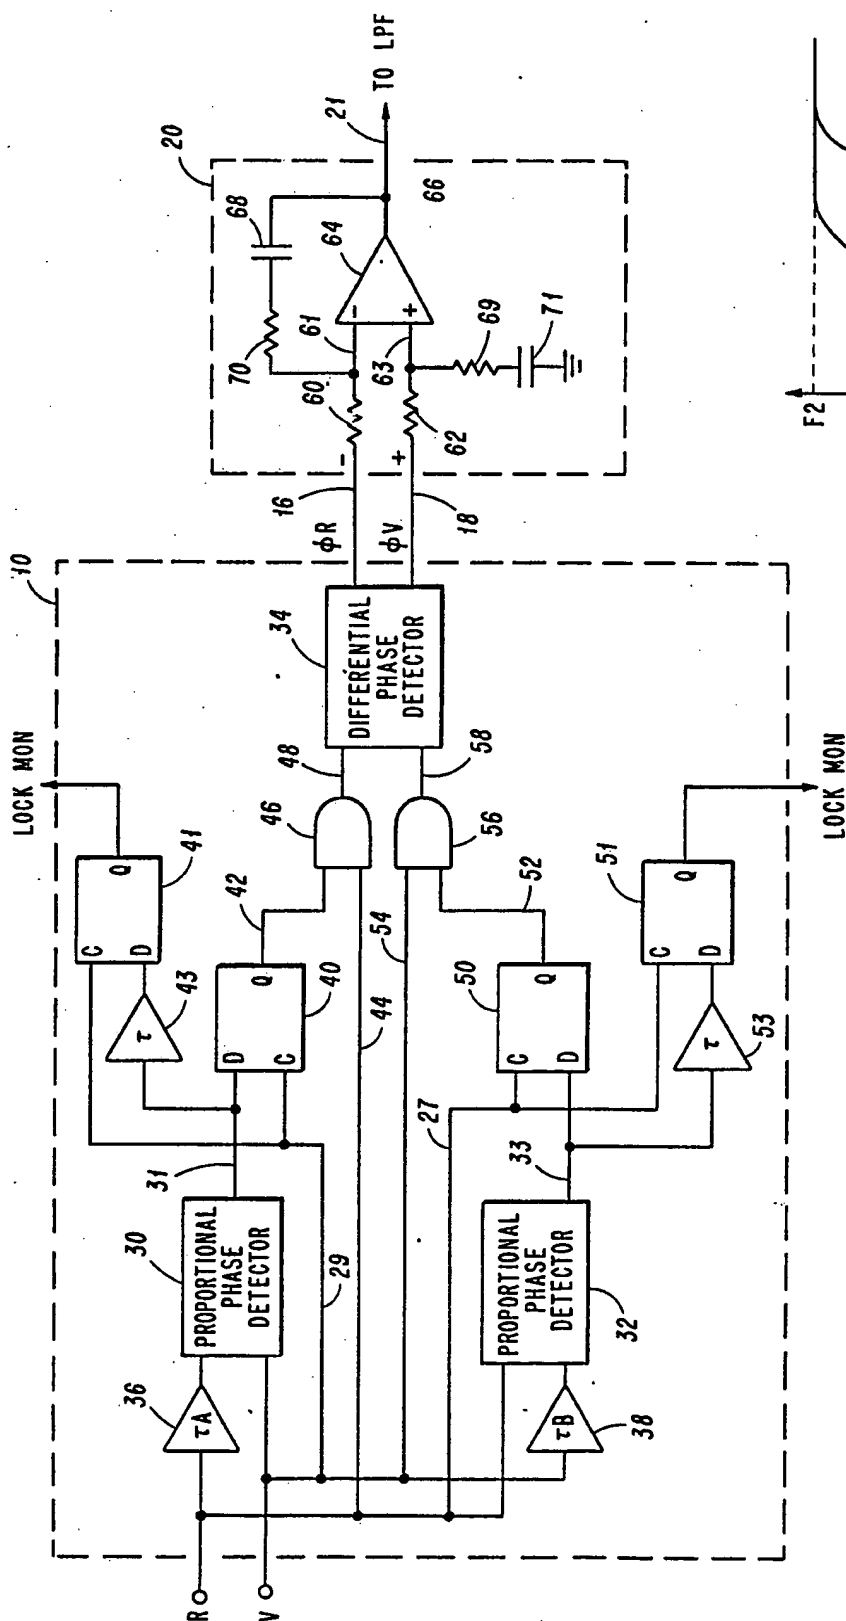 R
V
36
τA
30
PROPORTIONAL
PHASE
DETECTOR
31
29
43
τ
C
D
Q
41
LOCK MON
D
C
Q
40
42
44
46
48
10
DIFFERENTIAL
PHASE
DETECTOR
34
φR
φV
16
18
τB
38
PROPORTIONAL
PHASE
DETECTOR
32
33
27
C
D
Q
50
52
54
56
58
τ
53
C
D
Q
51
LOCK MON
20
-
+
60
62
61
63
70
68
64
-
+
66
69
71
21
TO LPF
F2